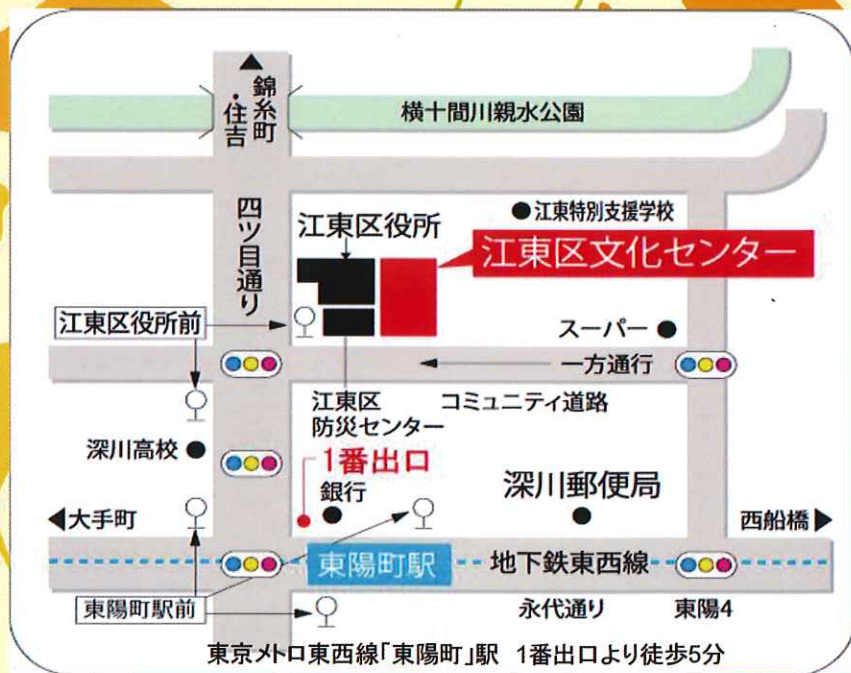 ▲錦糸町・住吉
横十間川親水公園
四ツ目通り
江東区役所
●江東特別支援学校
江東区文化センター
江東区役所前
スーパー●
一方通行
江東区
防災センター
コミュニティ道路
深川高校●
1番出口
銀行
深川郵便局
◀大手町
西船橋▶
東陽町駅
地下鉄東西線
東陽町駅前
永代通り
東陽4
東京メトロ東西線「東陽町」駅 1番出口より徒歩5分